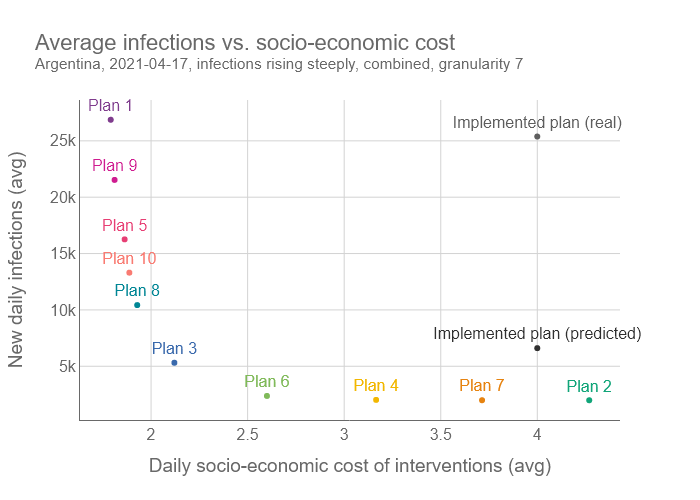 Average infections vs. socio-economic cost
Argentina, 2021-04-17, infections rising steeply, combined, granularity 7
New daily infections (avg)
25k
20k
15k
10k
5k
Plan 1
Implemented plan (real)
Plan 9
Plan 5
Plan 10
Plan 8
Implemented plan (predicted)
Plan 3
Plan 6
Plan 4
Plan 7
Plan 2
2
2.5
3
3.5
4
Daily socio-economic cost of interventions (avg)